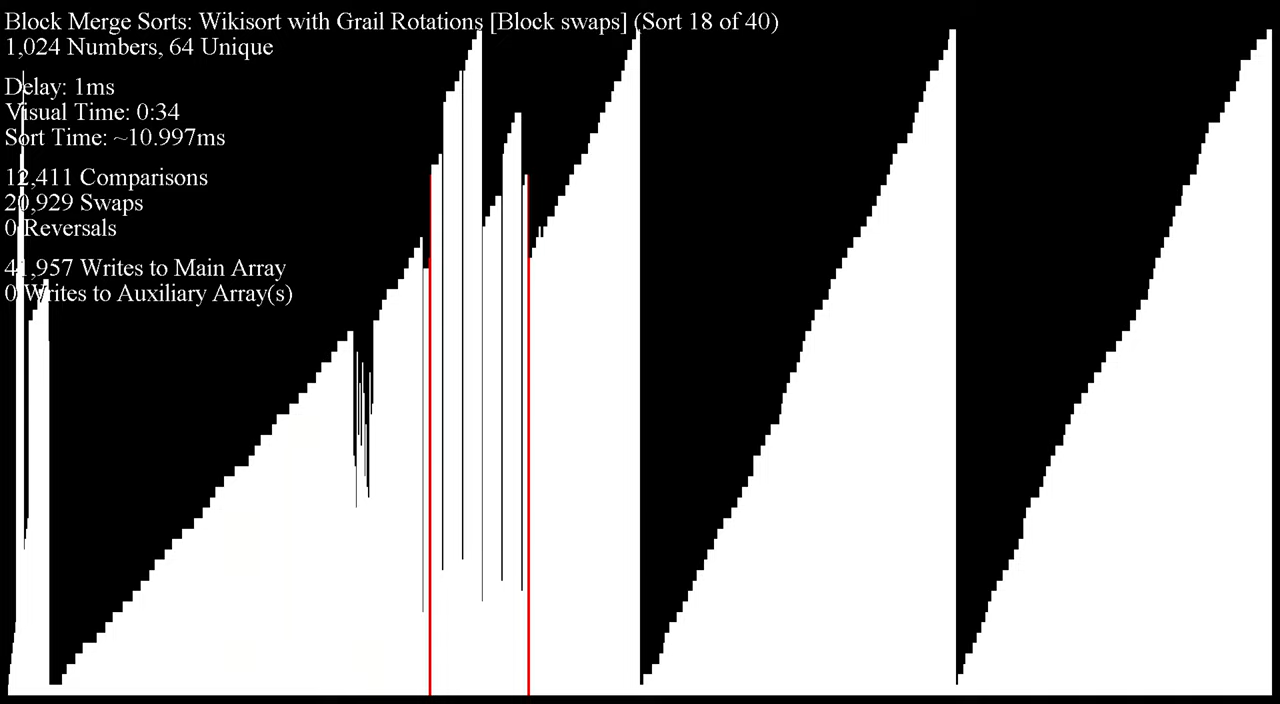 Block Merge Sorts: Wikisort with Grail Rotations [Block swaps] (Sort 18 of 40)
1,024 Numbers, 64 Unique
Delay: 1ms
Visual Time: 0:34
Sort Time: ~10.997ms
12,411 Comparisons
20,929 Swaps
0 Reversals
41,957 Writes to Main Array
0 Writes to Auxiliary Array(s)